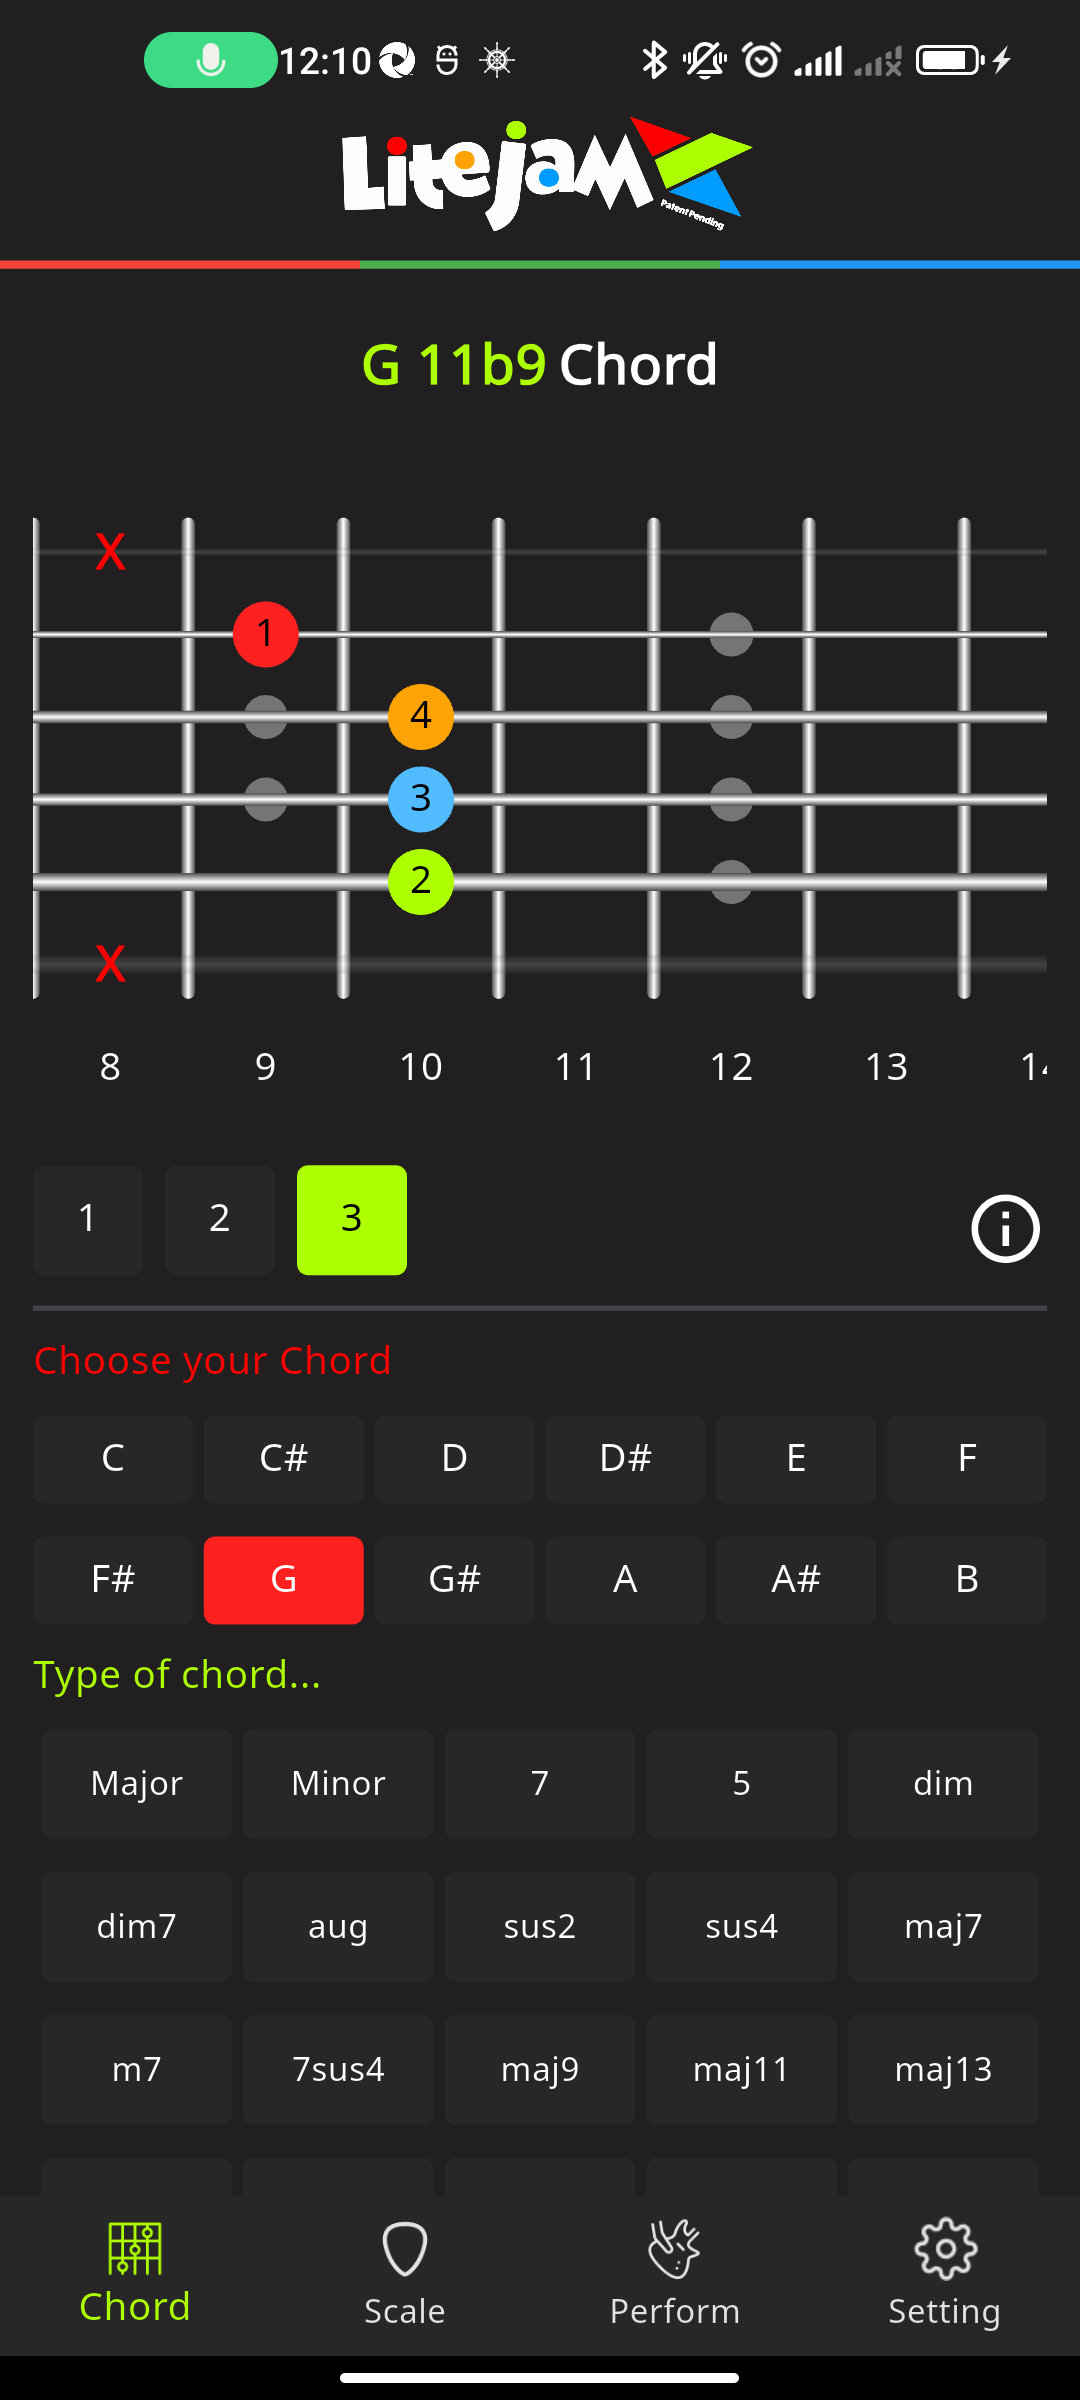 12:10
Litejam
Patent Pending
G 11b9 Chord
X
1
4
3
2
X
8 9 10 11 12 13 14
1 2 3
Choose your Chord
C C# D D# E F
F# G G# A A# B
Type of chord...
Major Minor 7 5 dim
dim7 aug sus2 sus4 maj7
m7 7sus4 maj9 maj11 maj13
Chord Scale Perform Setting